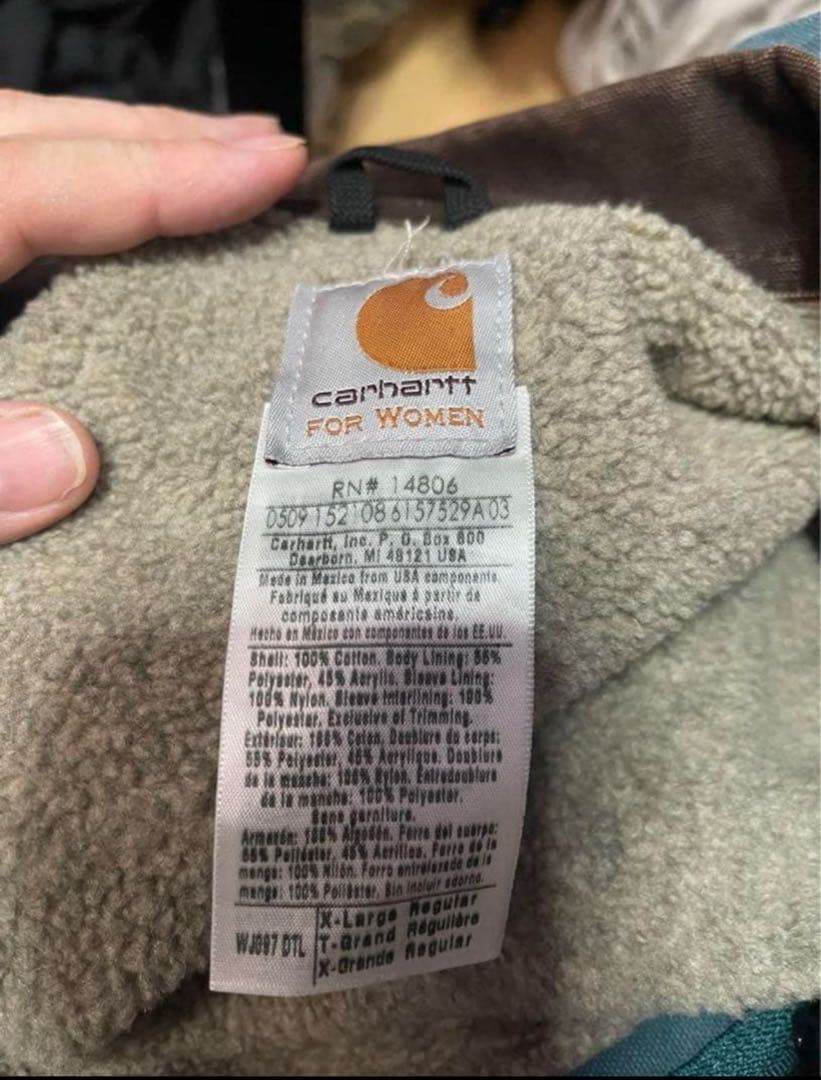 carhartt
FOR WOMEN
RN# 14806
0509 152108 6157529A 03
Carhartt, Inc. P. O. Box 600
Dearborn, MI 48121 USA
Made in Mexico from USA components
Fabriqué au Mexique à partir de
composants américains.
Hecho en México con componentes de los EE.UU.
Shell: 100% Cotton. Body Lining: 55%
Polyester, 45% Acrylic. Sleeve Lining:
100% Nylon. Sleeve Interlining: 100%
Polyester. Exclusive of Trimming.
Extérieur: 100% Coton. Doublure du corps:
55% Polyester, 45% Acrylique. Doublure
de la manche: 100% Nylon. Entredoublure
de la manche: 100% Polyester.
Sans garniture.
Armazón: 100% Algodón. Forro del cuerpo:
55% Poliéster, 45% Acrílico. Forro de la
manga: 100% Nilón. Forro entrelazado de la
manga: 100% Poliéster. Sin incluir adorno.
WJ097 DTL
X-Large Regular
T-Grand Régulière
X-Grande Regular